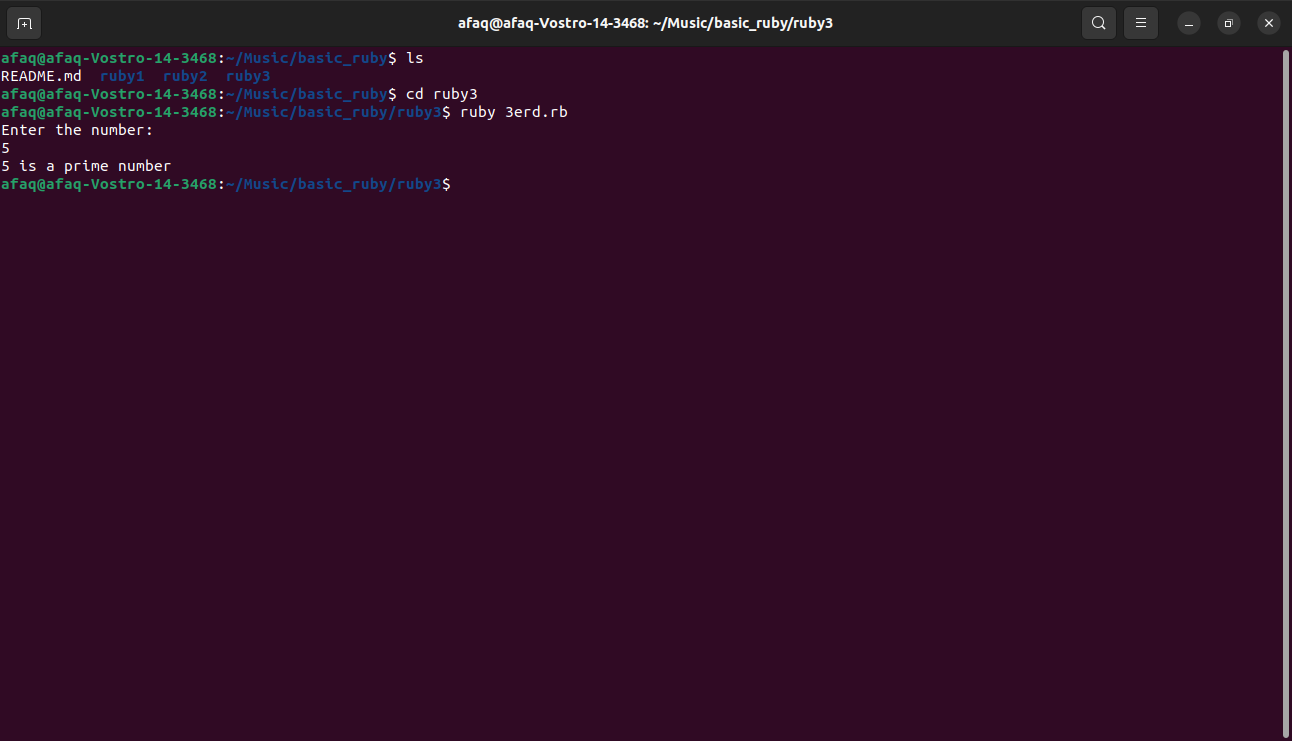 afaq@afaq-Vostro-14-3468: ~/Music/basic_ruby/ruby3
afaq@afaq-Vostro-14-3468:~/Music/basic_ruby$ ls
README.md  ruby1  ruby2  ruby3
afaq@afaq-Vostro-14-3468:~/Music/basic_ruby$ cd ruby3
afaq@afaq-Vostro-14-3468:~/Music/basic_ruby/ruby3$ ruby 3erd.rb
Enter the number:
5
5 is a prime number
afaq@afaq-Vostro-14-3468:~/Music/basic_ruby/ruby3$